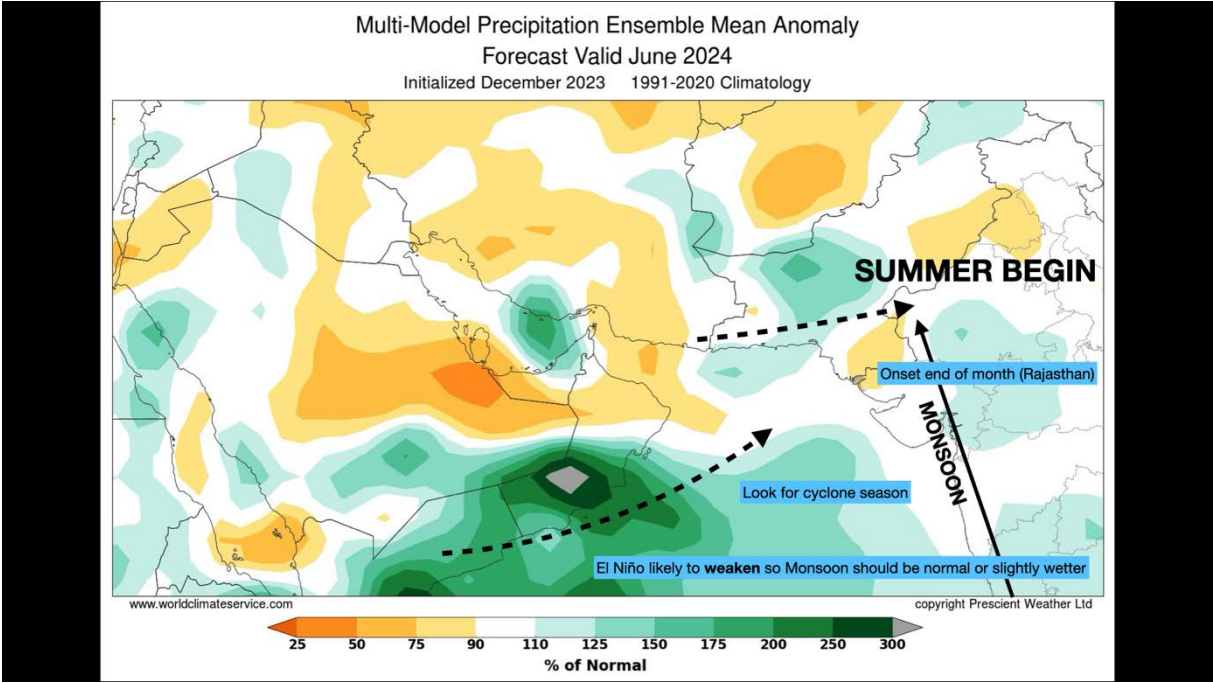 Multi-Model Precipitation Ensemble Mean Anomaly
Forecast Valid June 2024
Initialized December 2023 1991-2020 Climatology
SUMMER BEGIN
Onset end of month (Rajasthan)
MONSOON
Look for cyclone season
El Niño likely to weaken so Monsoon should be normal or slightly wetter
www.worldclimateservice.com copyright Prescient Weather Ltd
25 50 75 90 110 125 150 175 200 250 300
% of Normal